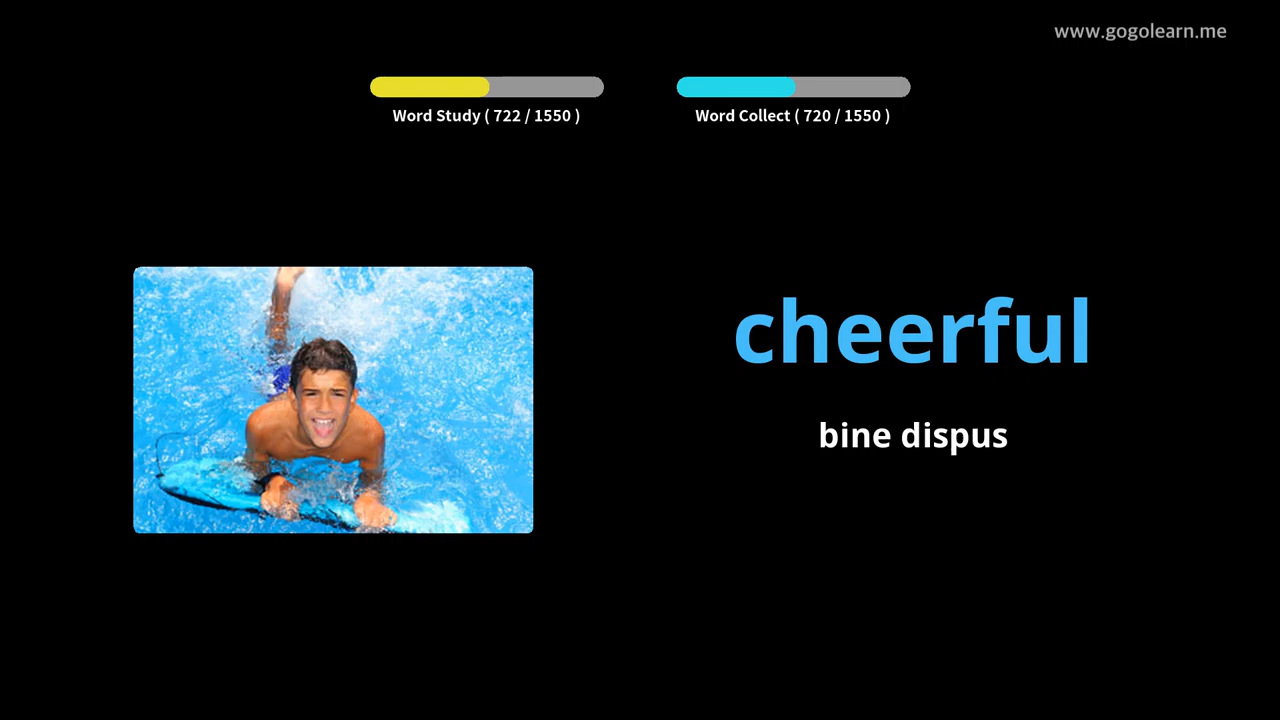 www.gogolearn.me
Word Study ( 722 / 1550 )
Word Collect ( 720 / 1550 )
cheerful
bine dispus